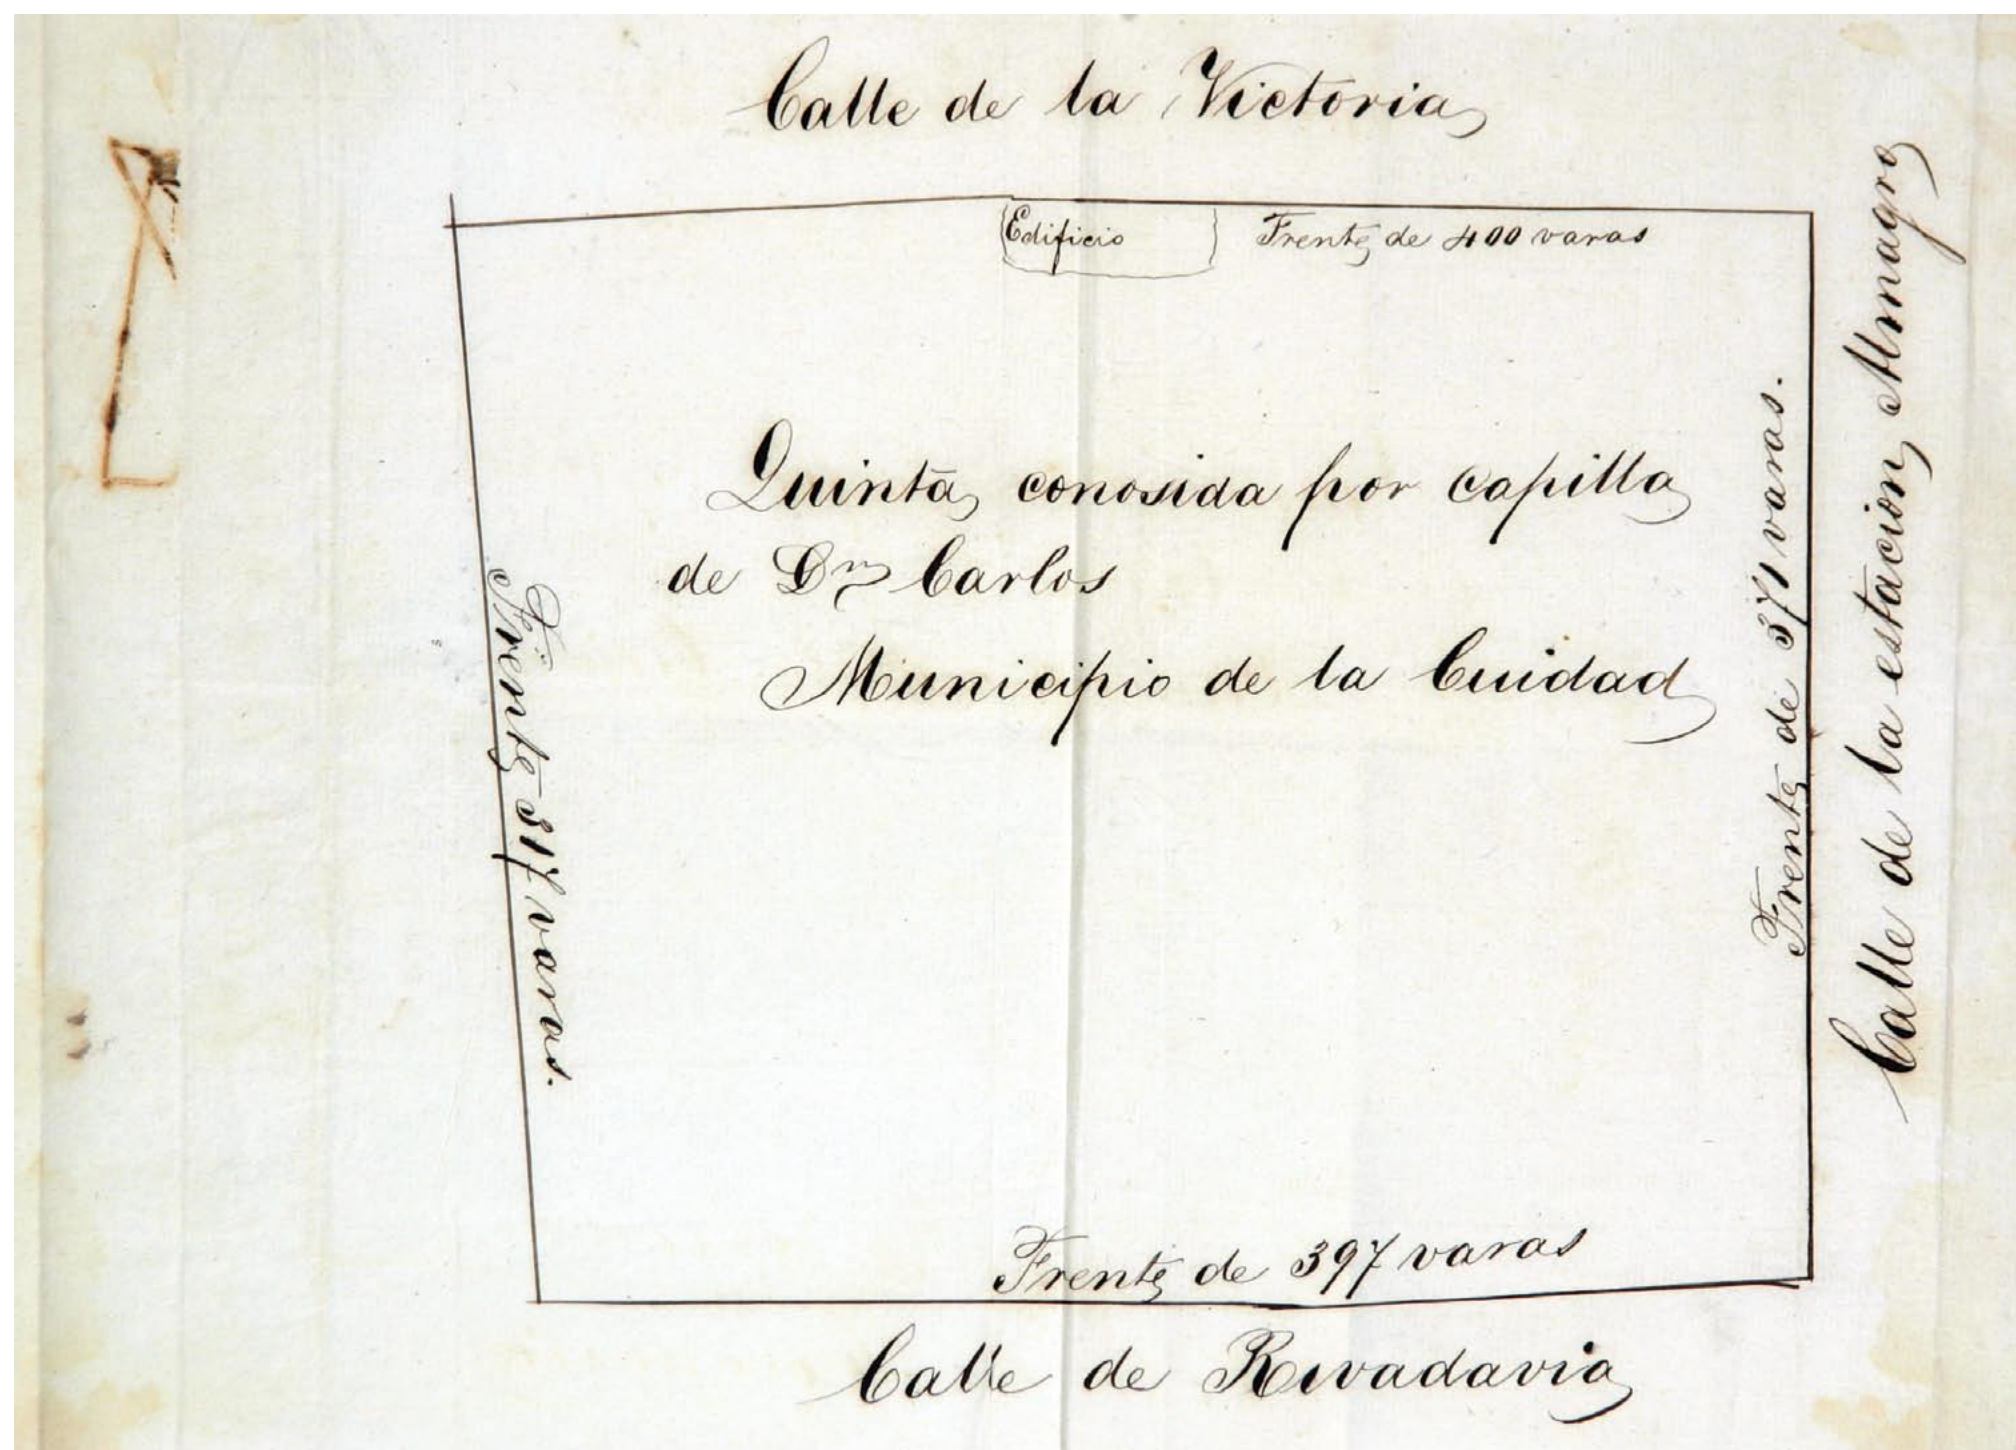 Calle de la Victoria
Edificio
Frente de 400 varas
Quinta conosida por capilla
de Dn Carlos
Municipio de la Cuidad
Frente 317 varas.
Frente de 371 varas.
Calle de la estacion Almagro
Frente de 397 varas
Calle de Rivadavia